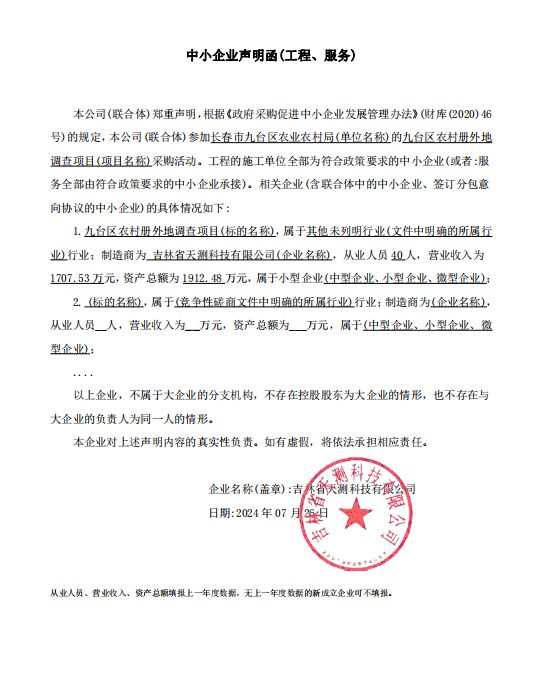 中小企业声明函(工程、服务)
本公司(联合体)郑重声明,根据《政府采购促进中小企业发展管理办法》(财库(2020)46
号)的规定,本公司(联合体)参加长春市九台区农业农村局(单位名称)的九台区农村册外地
调查项目(项目名称)采购活动。工程的施工单位全部为符合政策要求的中小企业(或者:服
务全部由符合政策要求的中小企业承接)。相关企业(含联合体中的中小企业、签订分包意
向协议的中小企业)的具体情况如下:
1.九台区农村册外地调查项目(标的名称),属于其他未列明行业(文件中明确的所属行
业)行业;制造商为 吉林省天测科技有限公司(企业名称),从业人员40人,营业收入为
1707.53万元,资产总额为1912.48万元,属于小型企业(中型企业、小型企业、微型企业);
2. (标的名称),属于(竞争性磋商文件中明确的所属行业)行业;制造商为(企业名称),
从业人员__人,营业收入为__万元,资产总额为___万元,属于(中型企业、小型企业、微
型企业);
....
以上企业,不属于大企业的分支机构,不存在控股股东为大企业的情形,也不存在与
大企业的负责人为同一人的情形。
本企业对上述声明内容的真实性负责。如有虚假,将依法承担相应责任。
企业名称(盖章):吉林省天测科技有限公司
日期:2024年07月26日
吉林省天测科技有限公司
从业人员、营业收入、资产总额填报上一年度数据,无上一年度数据的新成立企业可不填报。